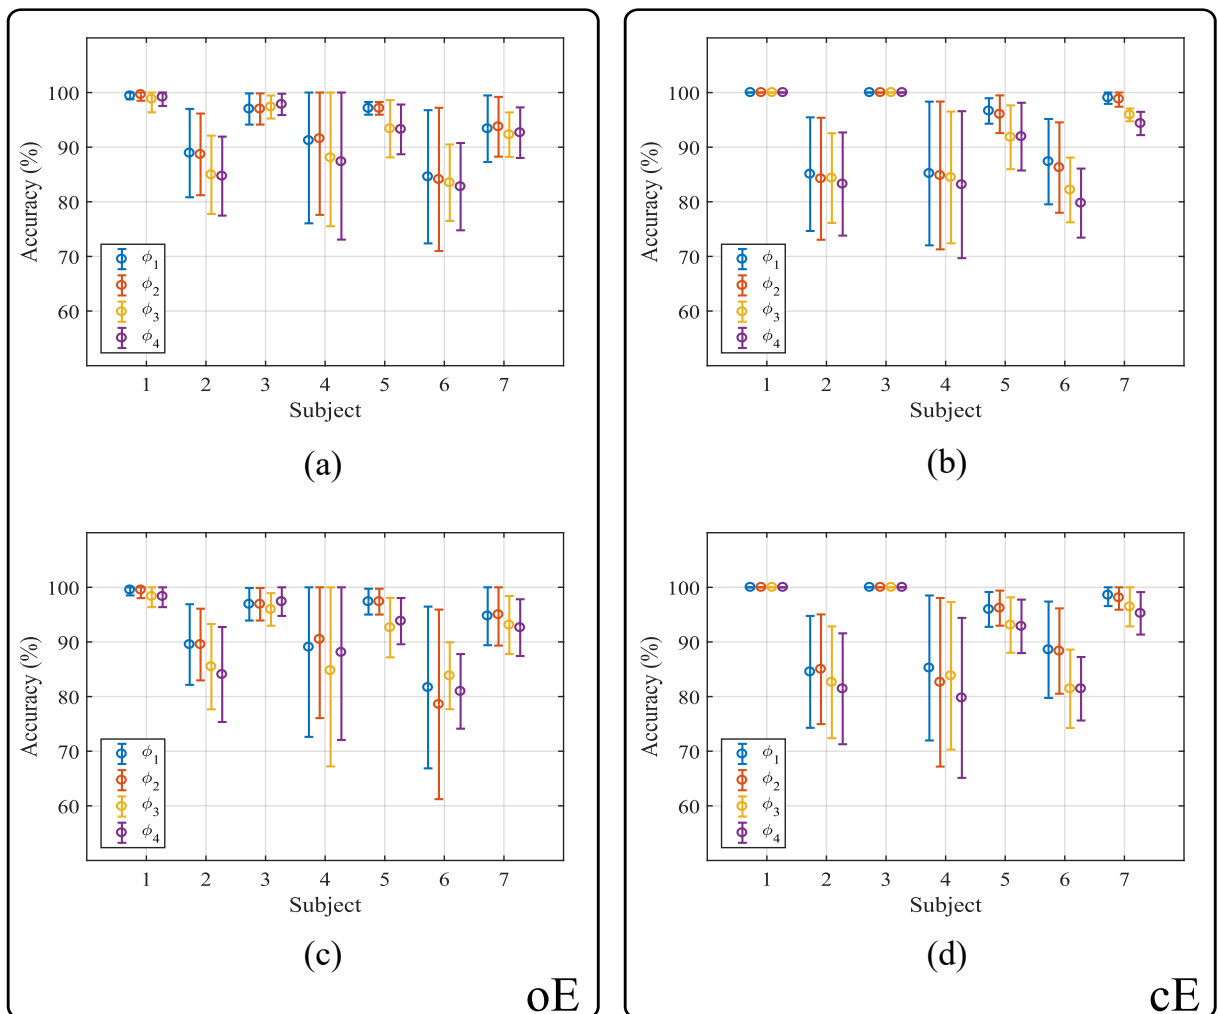 100
90
80
70
60
Accuracy (%)
ϕ1
ϕ2
ϕ3
ϕ4
1 2 3 4 5 6 7
Subject
(a)
100
90
80
70
60
Accuracy (%)
ϕ1
ϕ2
ϕ3
ϕ4
1 2 3 4 5 6 7
Subject
(b)
100
90
80
70
60
Accuracy (%)
ϕ1
ϕ2
ϕ3
ϕ4
1 2 3 4 5 6 7
Subject
(c)
oE
100
90
80
70
60
Accuracy (%)
ϕ1
ϕ2
ϕ3
ϕ4
1 2 3 4 5 6 7
Subject
(d)
cE